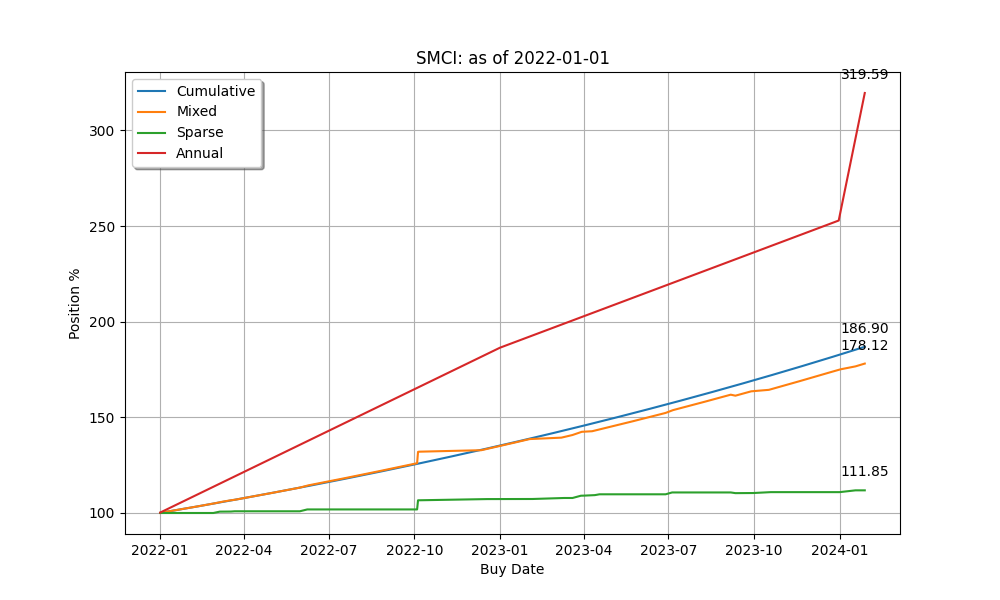 SMCI: as of 2022-01-01
Cumulative
Mixed
Sparse
Annual
319.59
186.90
178.12
111.85
300
250
200
150
100
Position %
2022-01 2022-04 2022-07 2022-10 2023-01 2023-04 2023-07 2023-10 2024-01
Buy Date